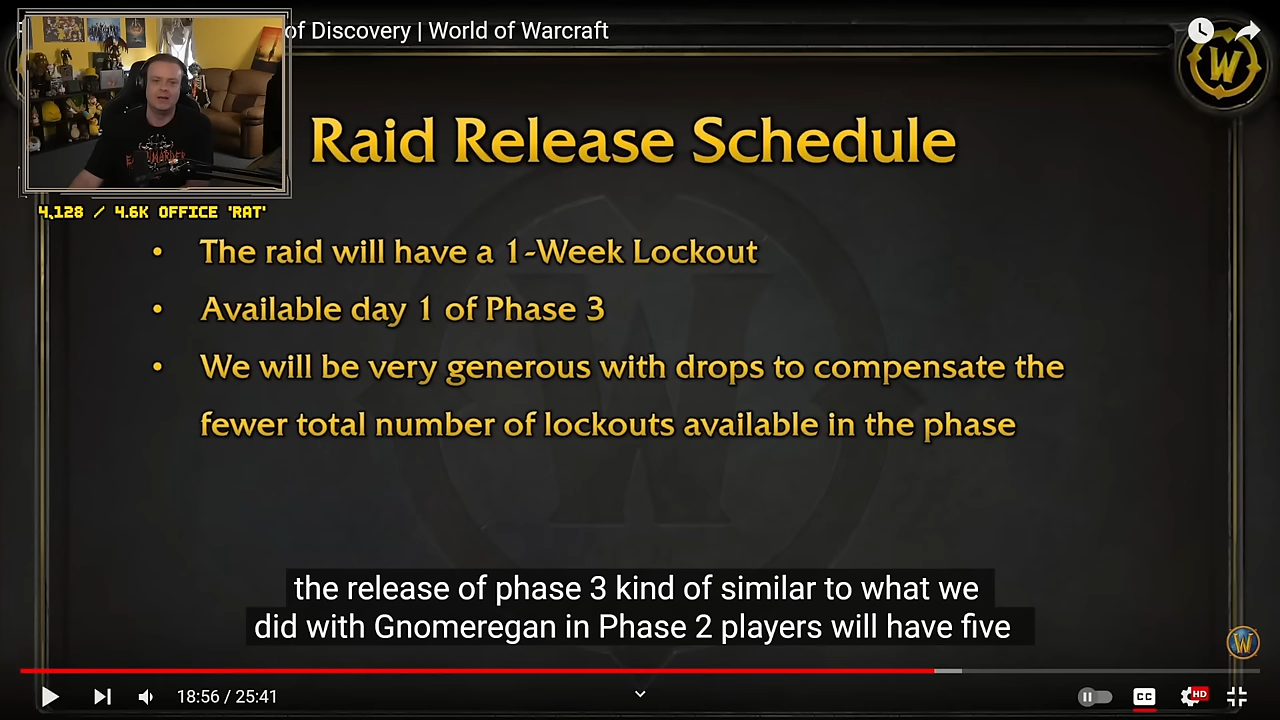 of Discovery | World of Warcraft
Raid Release Schedule
4,128 / 4.6K OFFICE 'RAT'
• The raid will have a 1-Week Lockout
• Available day 1 of Phase 3
• We will be very generous with drops to compensate the
fewer total number of lockouts available in the phase
the release of phase 3 kind of similar to what we
did with Gnomeregan in Phase 2 players will have five
18:56 / 25:41
CC
HD